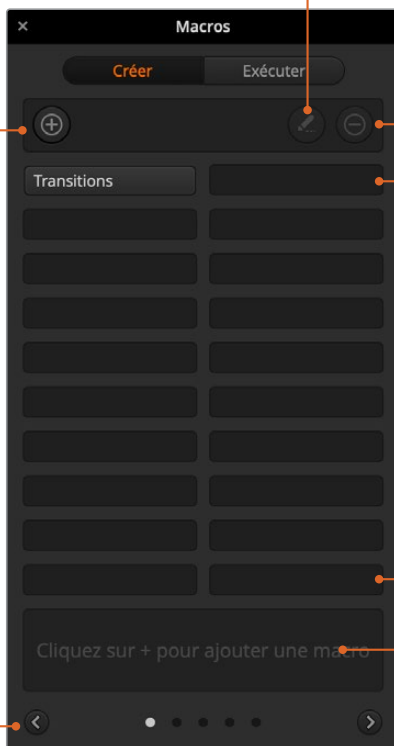 Macros
Créer
Exécuter
Transitions
Cliquez sur + pour ajouter une macro